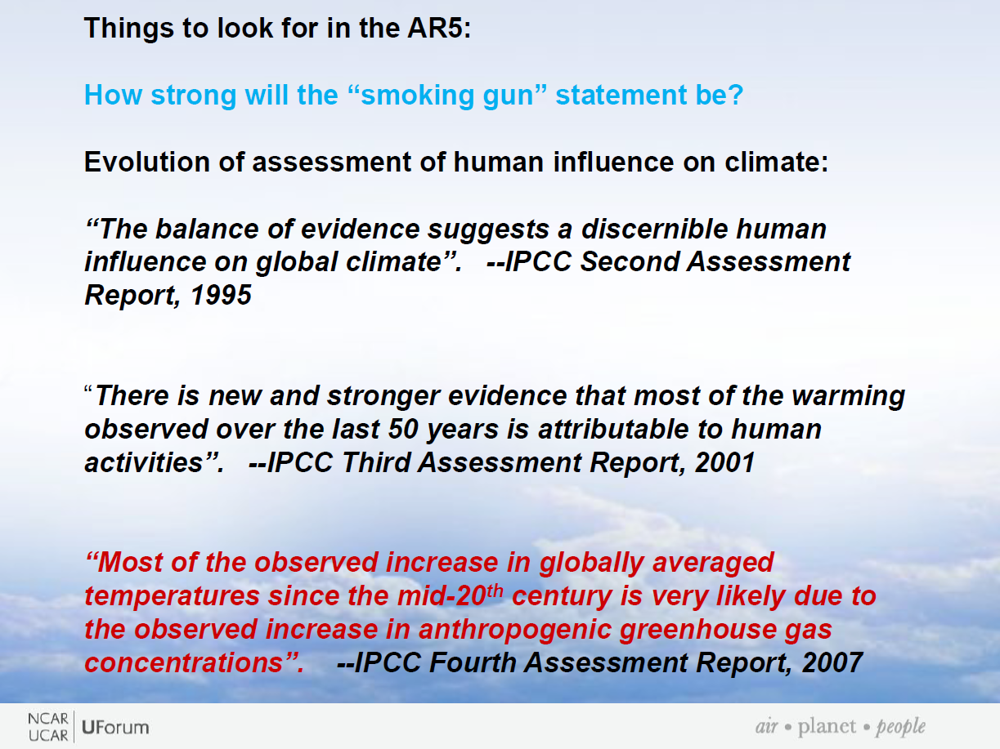 Things to look for in the AR5:
How strong will the “smoking gun” statement be?
Evolution of assessment of human influence on climate:
“The balance of evidence suggests a discernible human
influence on global climate”.   --IPCC Second Assessment
Report, 1995
“There is new and stronger evidence that most of the warming
observed over the last 50 years is attributable to human
activities”.   --IPCC Third Assessment Report, 2001
“Most of the observed increase in globally averaged
temperatures since the mid-20th century is very likely due to
the observed increase in anthropogenic greenhouse gas
concentrations”.   --IPCC Fourth Assessment Report, 2007
NCAR
UCAR
UForum
air • planet • people